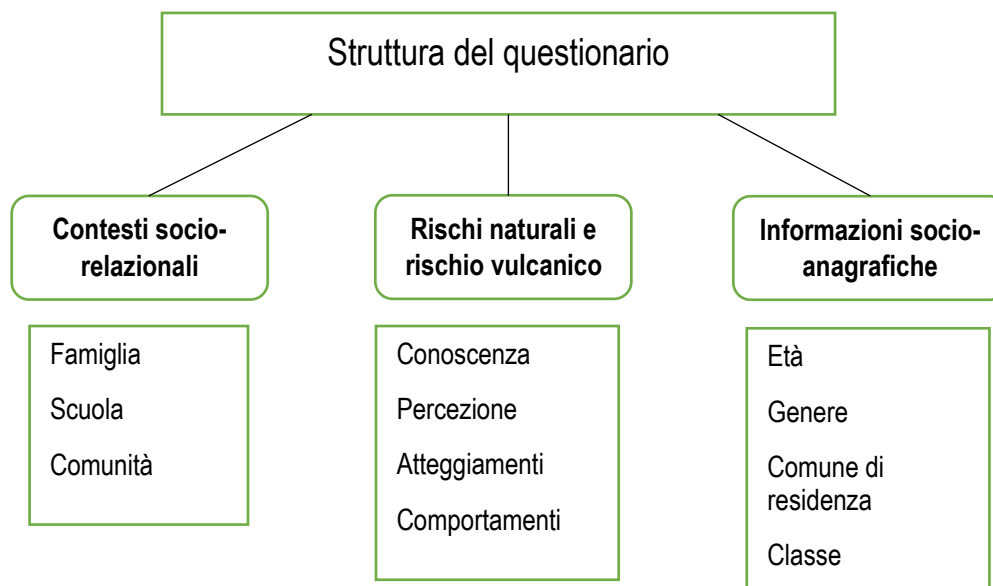 Struttura del questionario
Contesti socio-
relazionali
Famiglia
Scuola
Comunità
Rischi naturali e
rischio vulcanico
Conoscenza
Percezione
Atteggiamenti
Comportamenti
Informazioni socio-
anagrafiche
Età
Genere
Comune di
residenza
Classe